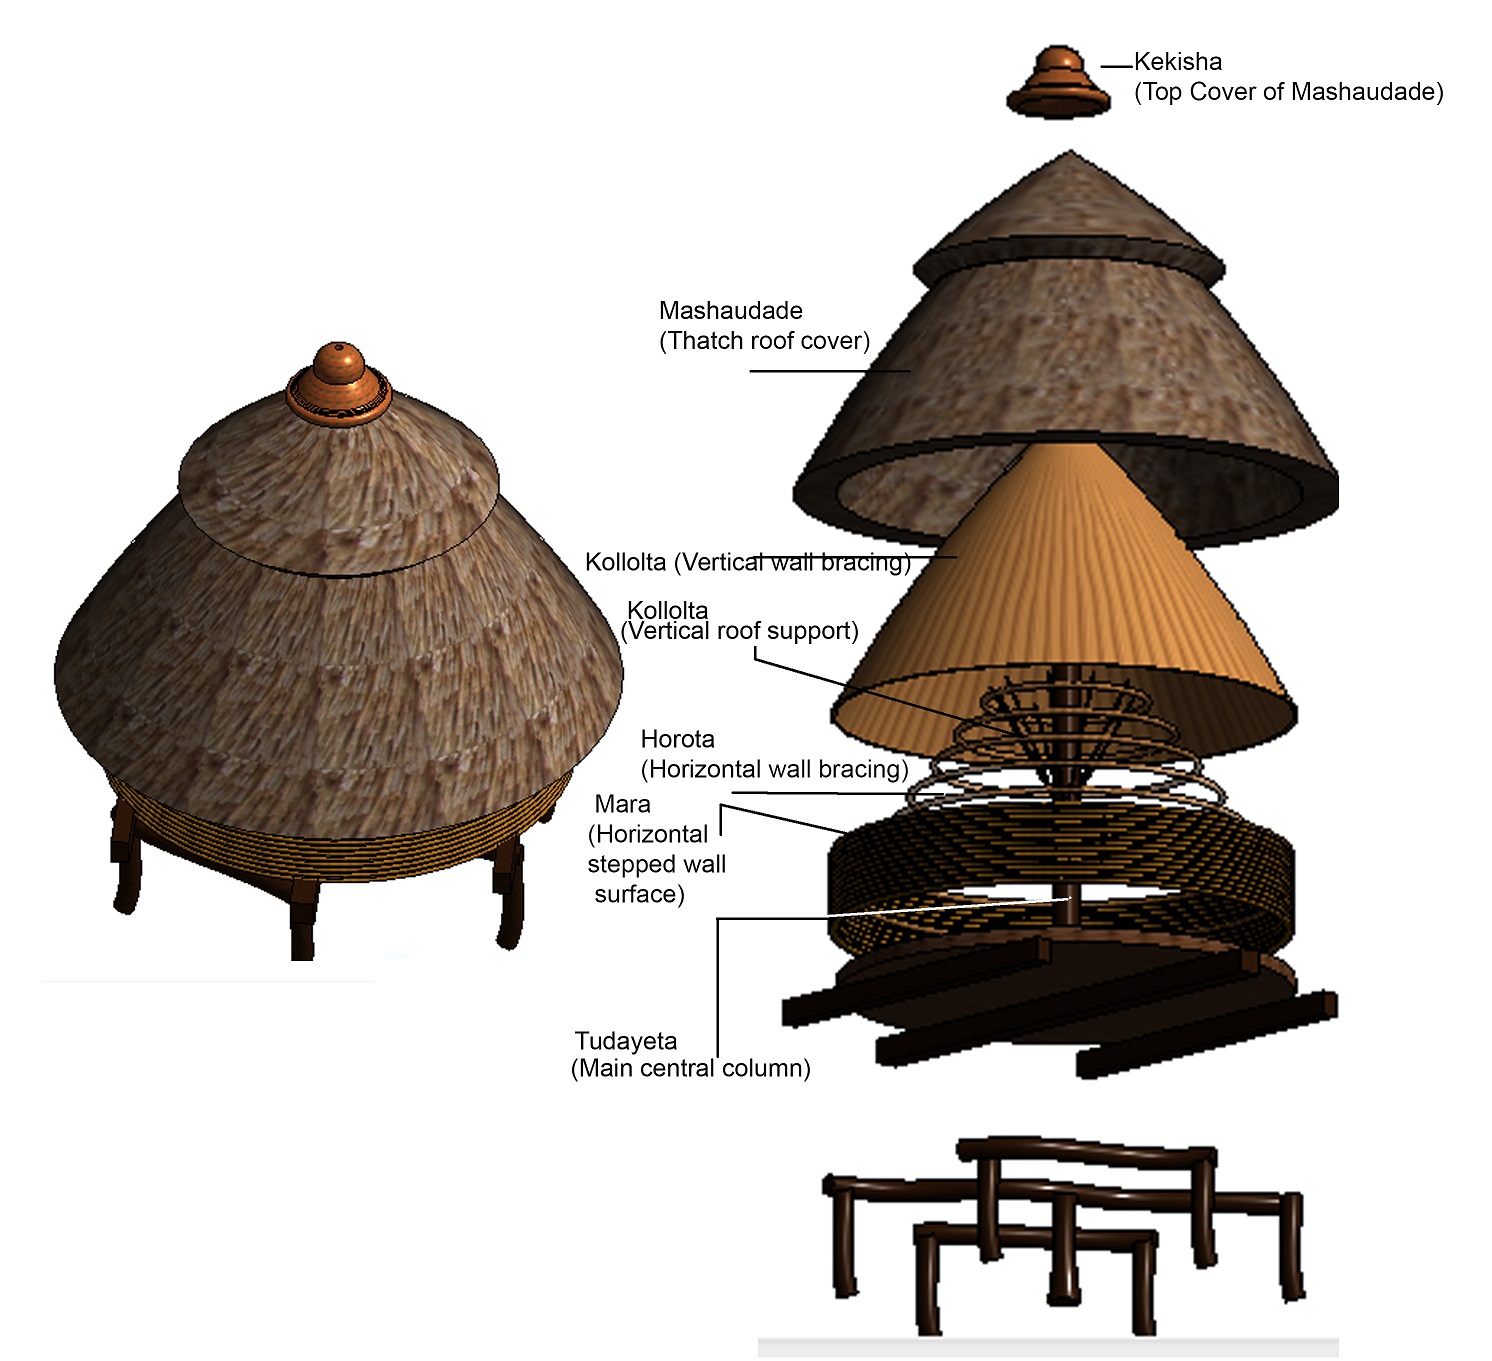 Kekisha
(Top Cover of Mashaudade)
Mashaudade
(Thatch roof cover)
Kollolta (Vertical wall bracing)
Kollolta
(Vertical roof support)
Horota
(Horizontal wall bracing)
Mara
(Horizontal
stepped wall
surface)
Tudayeta
(Main central column)